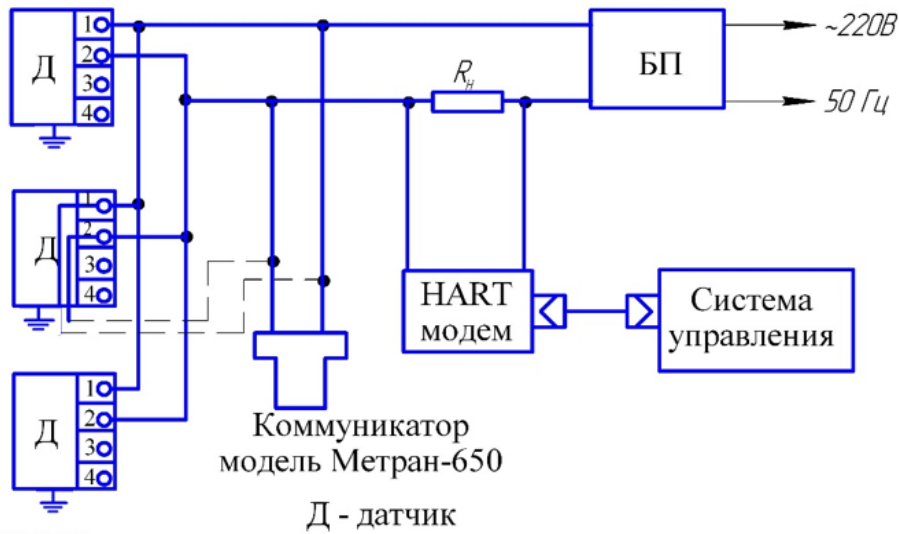 Д
1
2
3
4
Rн
БП
~220В
50 Гц
Д
1
2
3
4
HART
модем
Система
управления
Д
1
2
3
4
Коммуникатор
модель Метран-650
Д - датчик